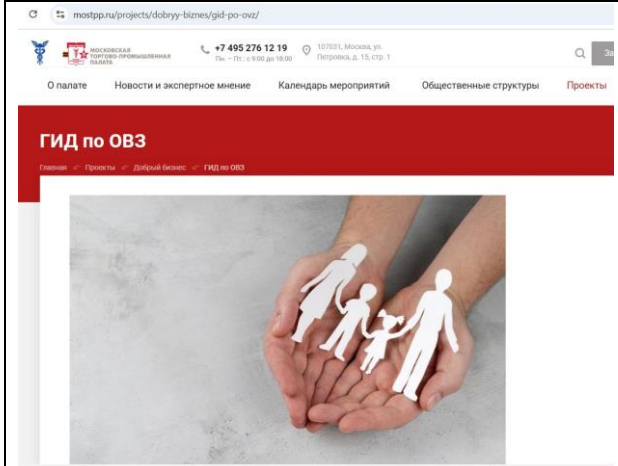 mostpp.ru/projects/dobryy-biznes/gid-po-ovz/
МОСКОВСКАЯ
ТОРГОВО-ПРОМЫШЛЕННАЯ
ПАЛАТА
+7 495 276 12 19
Пн. – Пт.: с 9:00 до 18:00
107031, Москва, ул.
Петровка, д. 15, стр. 1
За
О палате Новости и экспертное мнение Календарь мероприятий Общественные структуры Проекты
ГИД по ОВЗ
Главная Проекты Добрый бизнес ГИД по ОВЗ